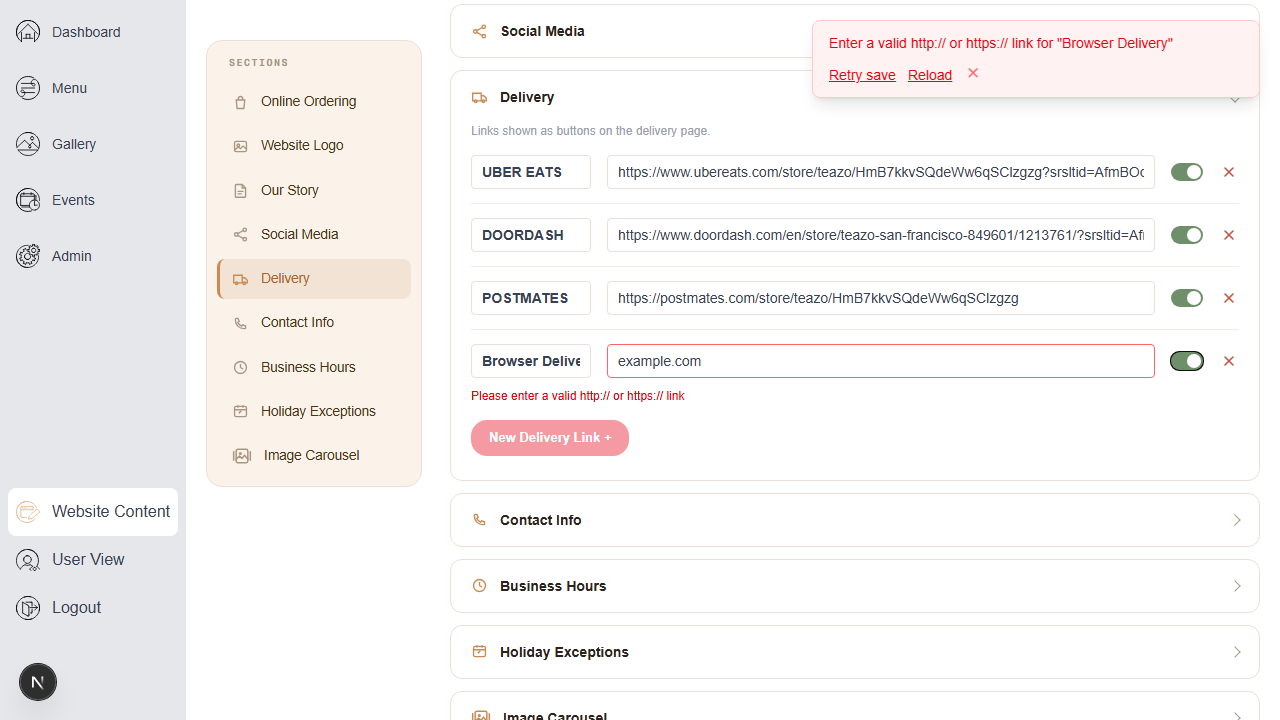 Dashboard
Menu
Gallery
Events
Admin
Website Content
User View
Logout
N
SECTIONS
Online Ordering
Website Logo
Our Story
Social Media
Delivery
Contact Info
Business Hours
Holiday Exceptions
Image Carousel
Social Media
Enter a valid http:// or https:// link for "Browser Delivery"
Retry save Reload ×
Delivery
Links shown as buttons on the delivery page.
UBER EATS https://www.ubereats.com/store/teazo/HmB7kkvSQdeWw6qSClzgzg?srsltid=AfmBOc
DOORDASH https://www.doordash.com/en/store/teazo-san-francisco-849601/1213761/?srsltid=Af
POSTMATES https://postmates.com/store/teazo/HmB7kkvSQdeWw6qSClzgzg
Browser Delive example.com
Please enter a valid http:// or https:// link
New Delivery Link +
Contact Info
Business Hours
Holiday Exceptions
Image Carousel